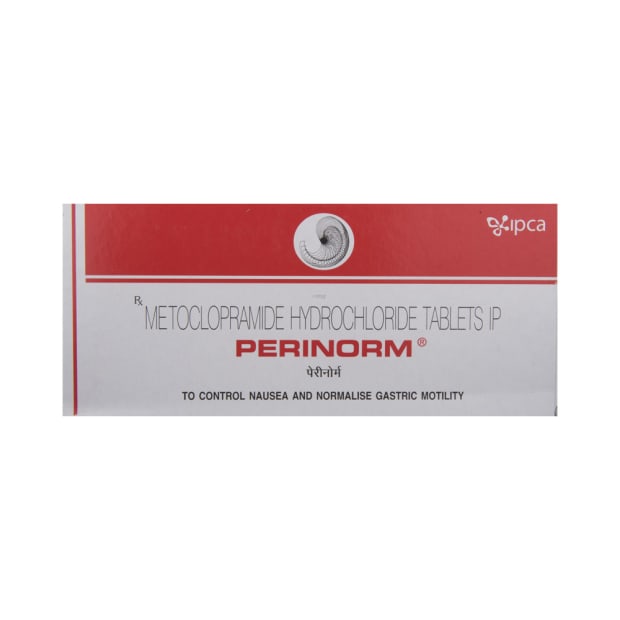 ipca
Rx
METOCLOPRAMIDE HYDROCHLORIDE TABLETS IP
PERINORM®
पेरीनोर्म
TO CONTROL NAUSEA AND NORMALISE GASTRIC MOTILITY